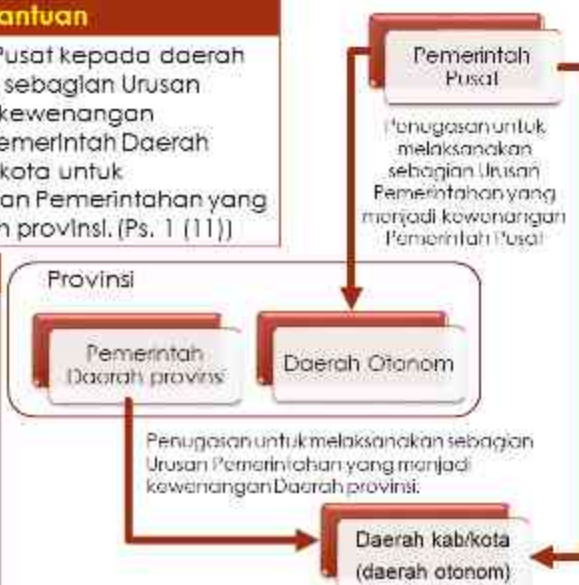 antuan
Pusat kepada daerah
sebagian Urusan
kewenangan
emerintah Daerah
kota untuk
an Pemerintahan yang
h provinsi. (Ps. 1 (11))
Pemerintah
Pusat
Penugasan untuk
melaksanakan
sebagian Urusan
Pemerintahan yang
menjadi kewenangan
Pemerintah Pusat
Provinsi
Pemerintah
Daerah provinsi
Daerah Otonom
Penugasan untuk melaksanakan sebagian
Urusan Pemerintahan yang menjadi
kewenangan Daerah provinsi.
Daerah kab/kota
(daerah otonom)